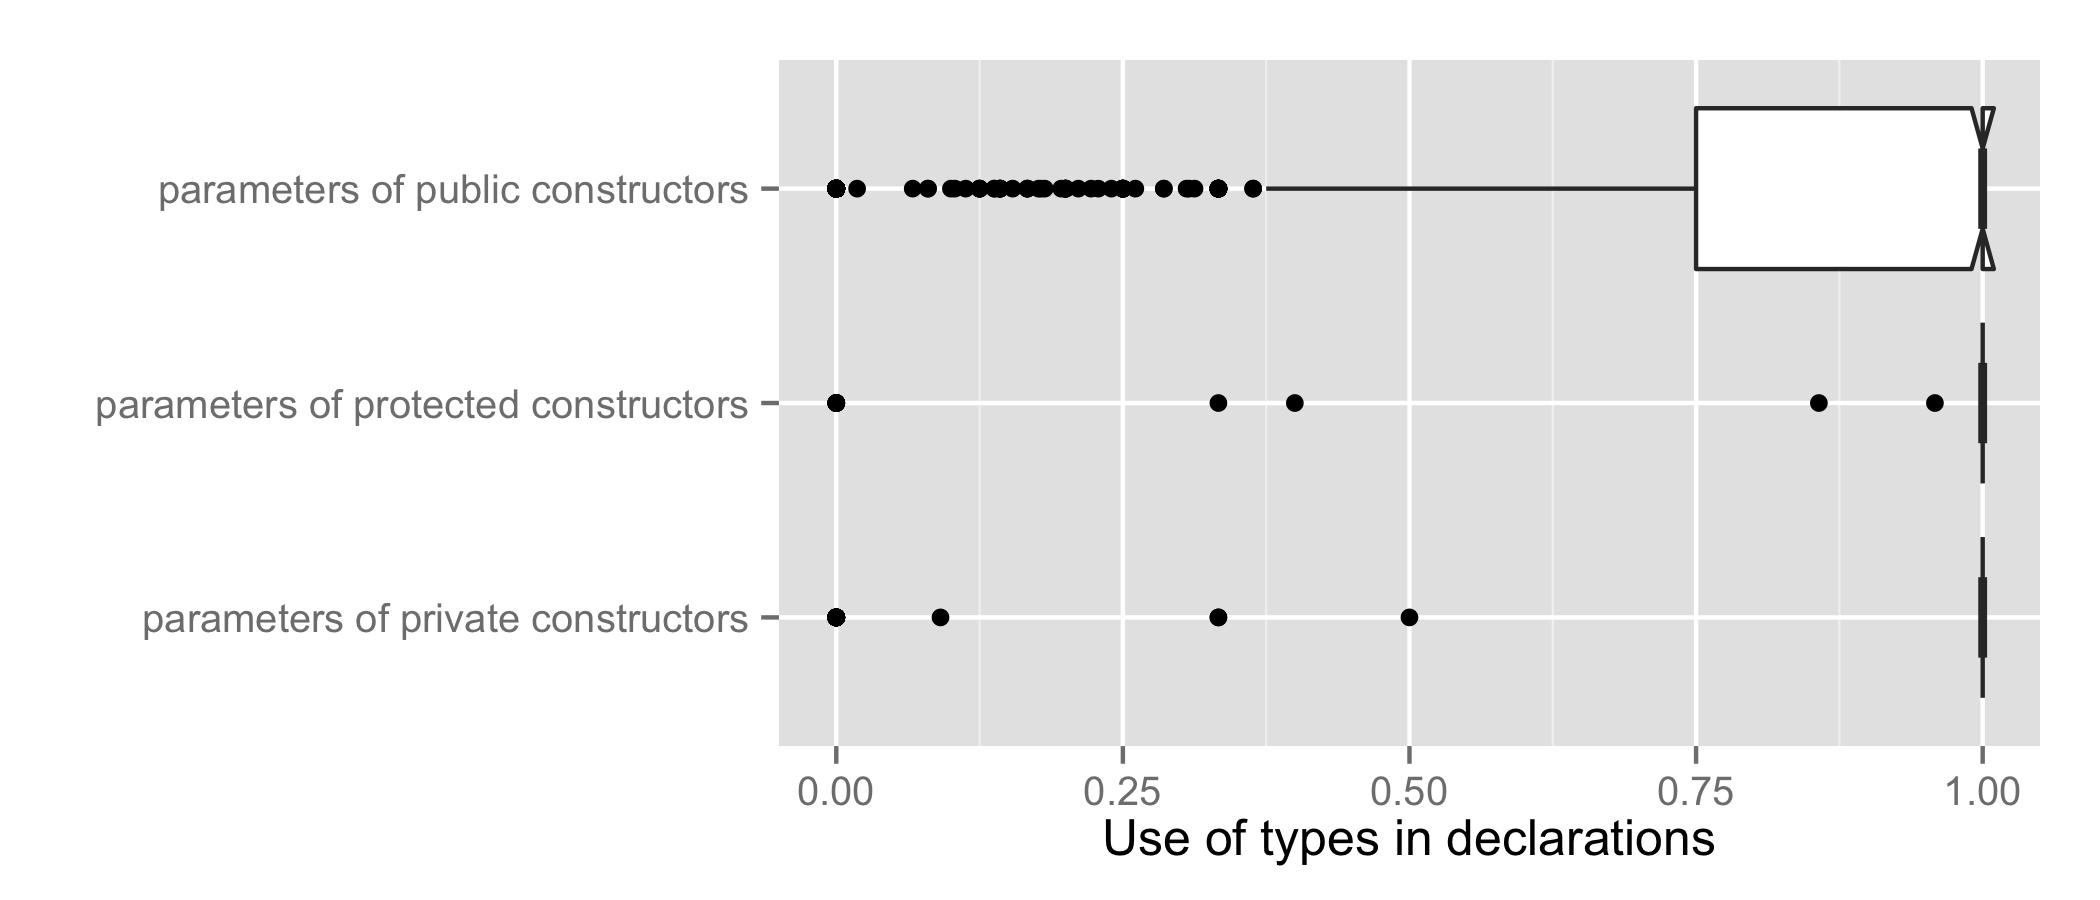 parameters of public constructors
parameters of protected constructors
parameters of private constructors
0.00 0.25 0.50 0.75 1.00
Use of types in declarations